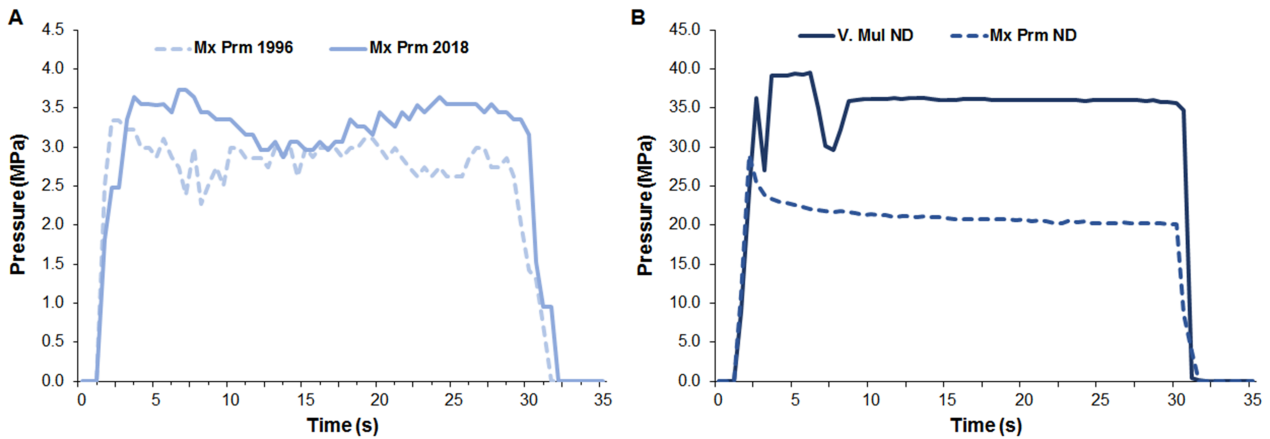 A
Mx Prm 1996
Mx Prm 2018
Pressure (MPa)
4.5
4.0
3.5
3.0
2.5
2.0
1.5
1.0
0.5
0.0
0 5 10 15 20 25 30 35
Time (s)
B
V. Mul ND
Mx Prm ND
Pressure (MPa)
45.0
40.0
35.0
30.0
25.0
20.0
15.0
10.0
5.0
0.0
0 5 10 15 20 25 30 35
Time (s)